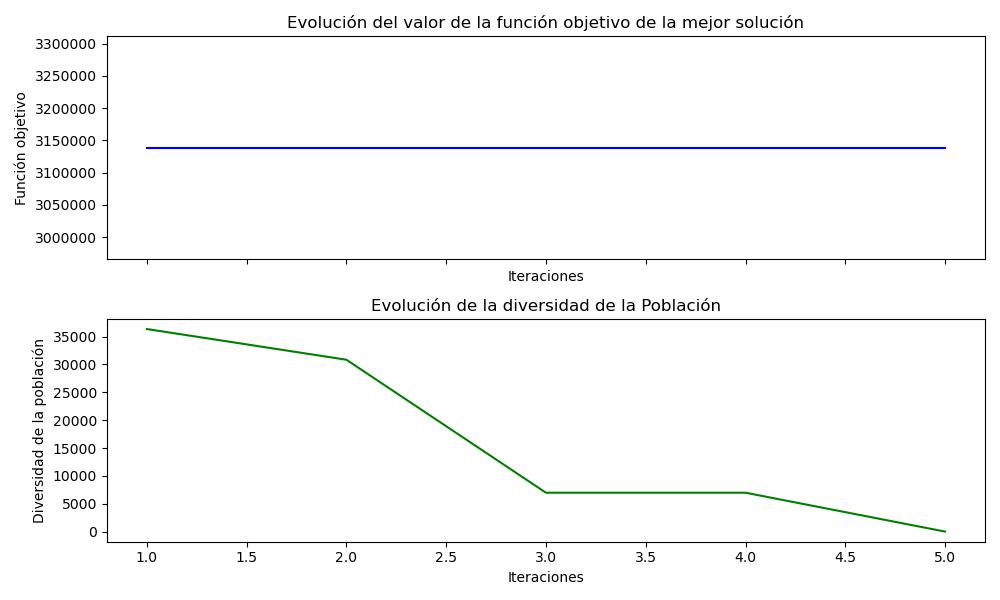 Evolución del valor de la función objetivo de la mejor solución
3300000
3250000
3200000
3150000
3100000
3050000
3000000
Función objetivo
Iteraciones
Evolución de la diversidad de la Población
35000
30000
25000
20000
15000
10000
5000
0
Diversidad de la población
1.0 1.5 2.0 2.5 3.0 3.5 4.0 4.5 5.0
Iteraciones